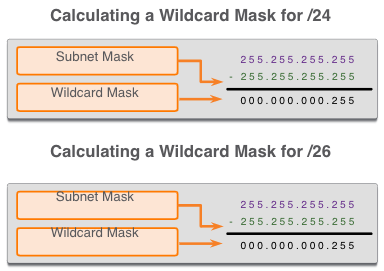 Calculating a Wildcard Mask for /24
Subnet Mask
255.255.255.255
- 255.255.255.255
Wildcard Mask
000.000.000.255
Calculating a Wildcard Mask for /26
Subnet Mask
255.255.255.255
- 255.255.255.255
Wildcard Mask
000.000.000.255